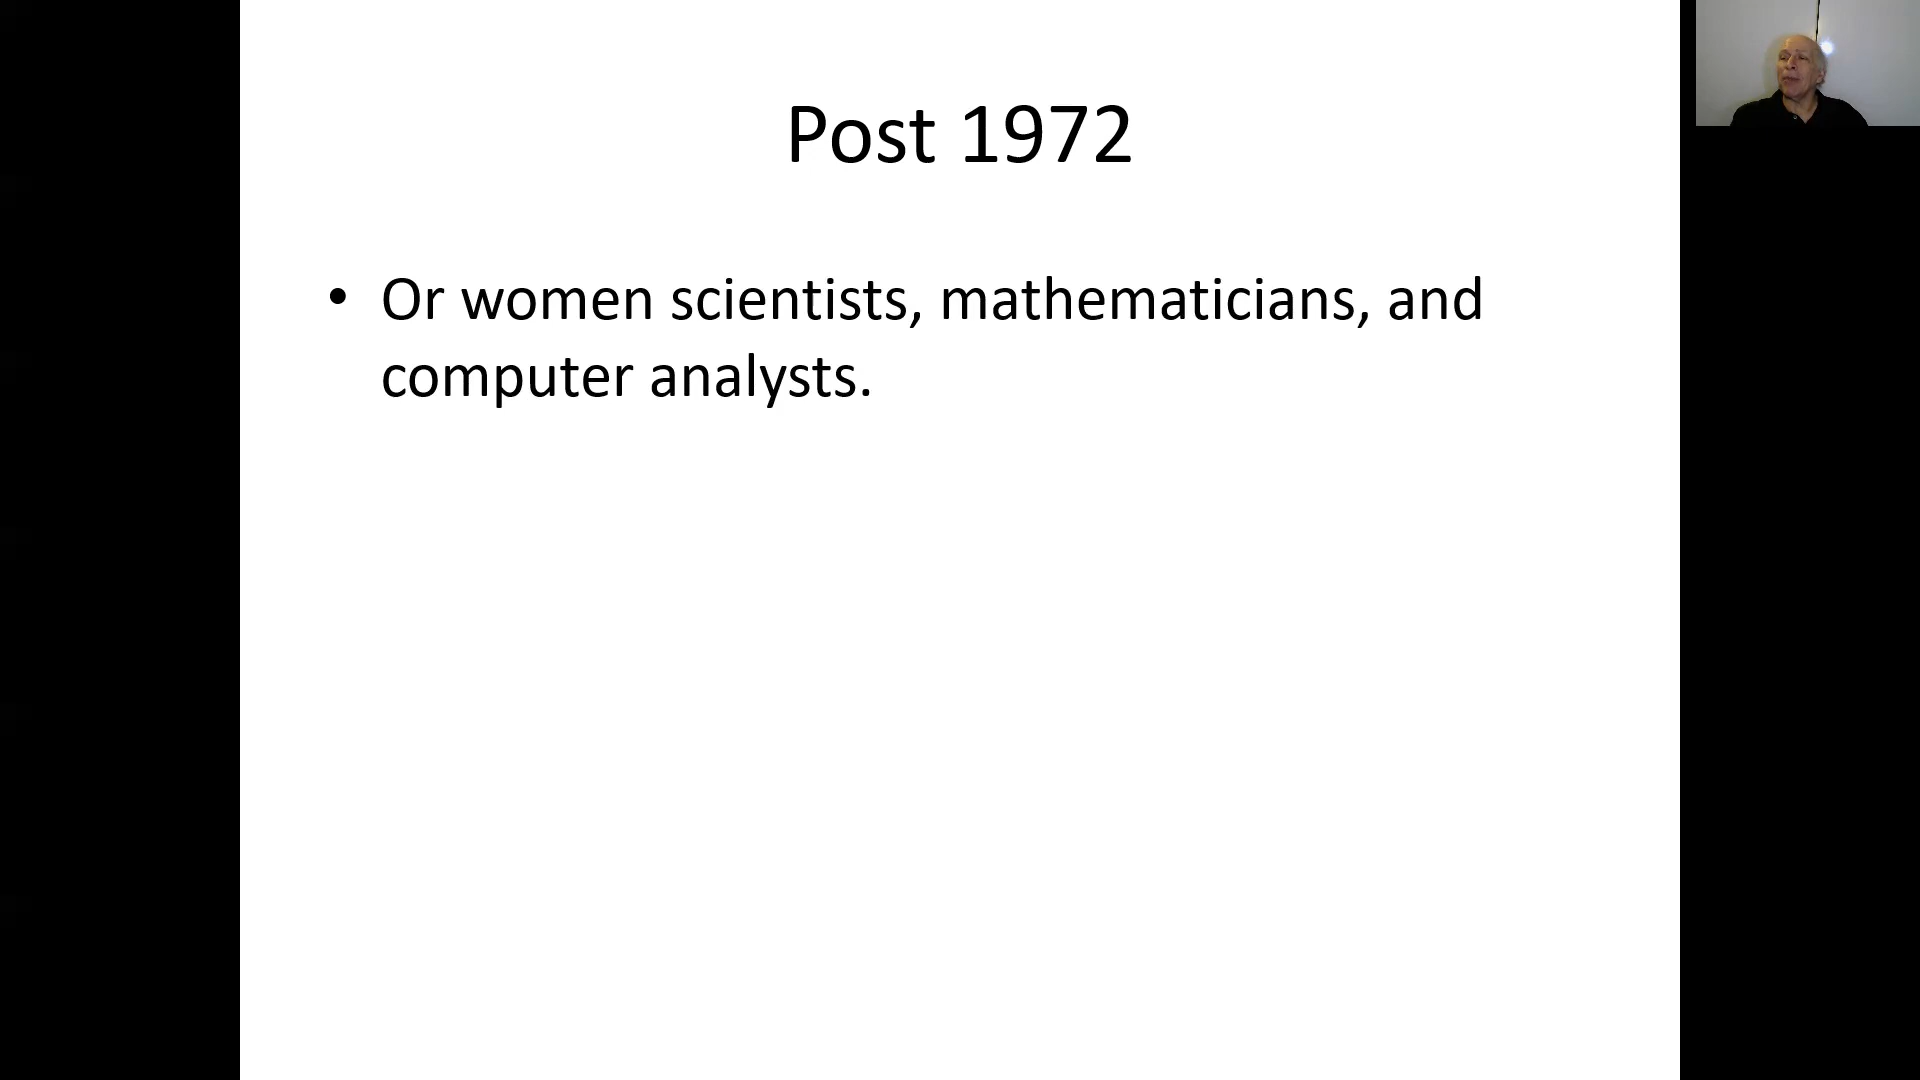 Post 1972
• Or women scientists, mathematicians, and
computer analysts.